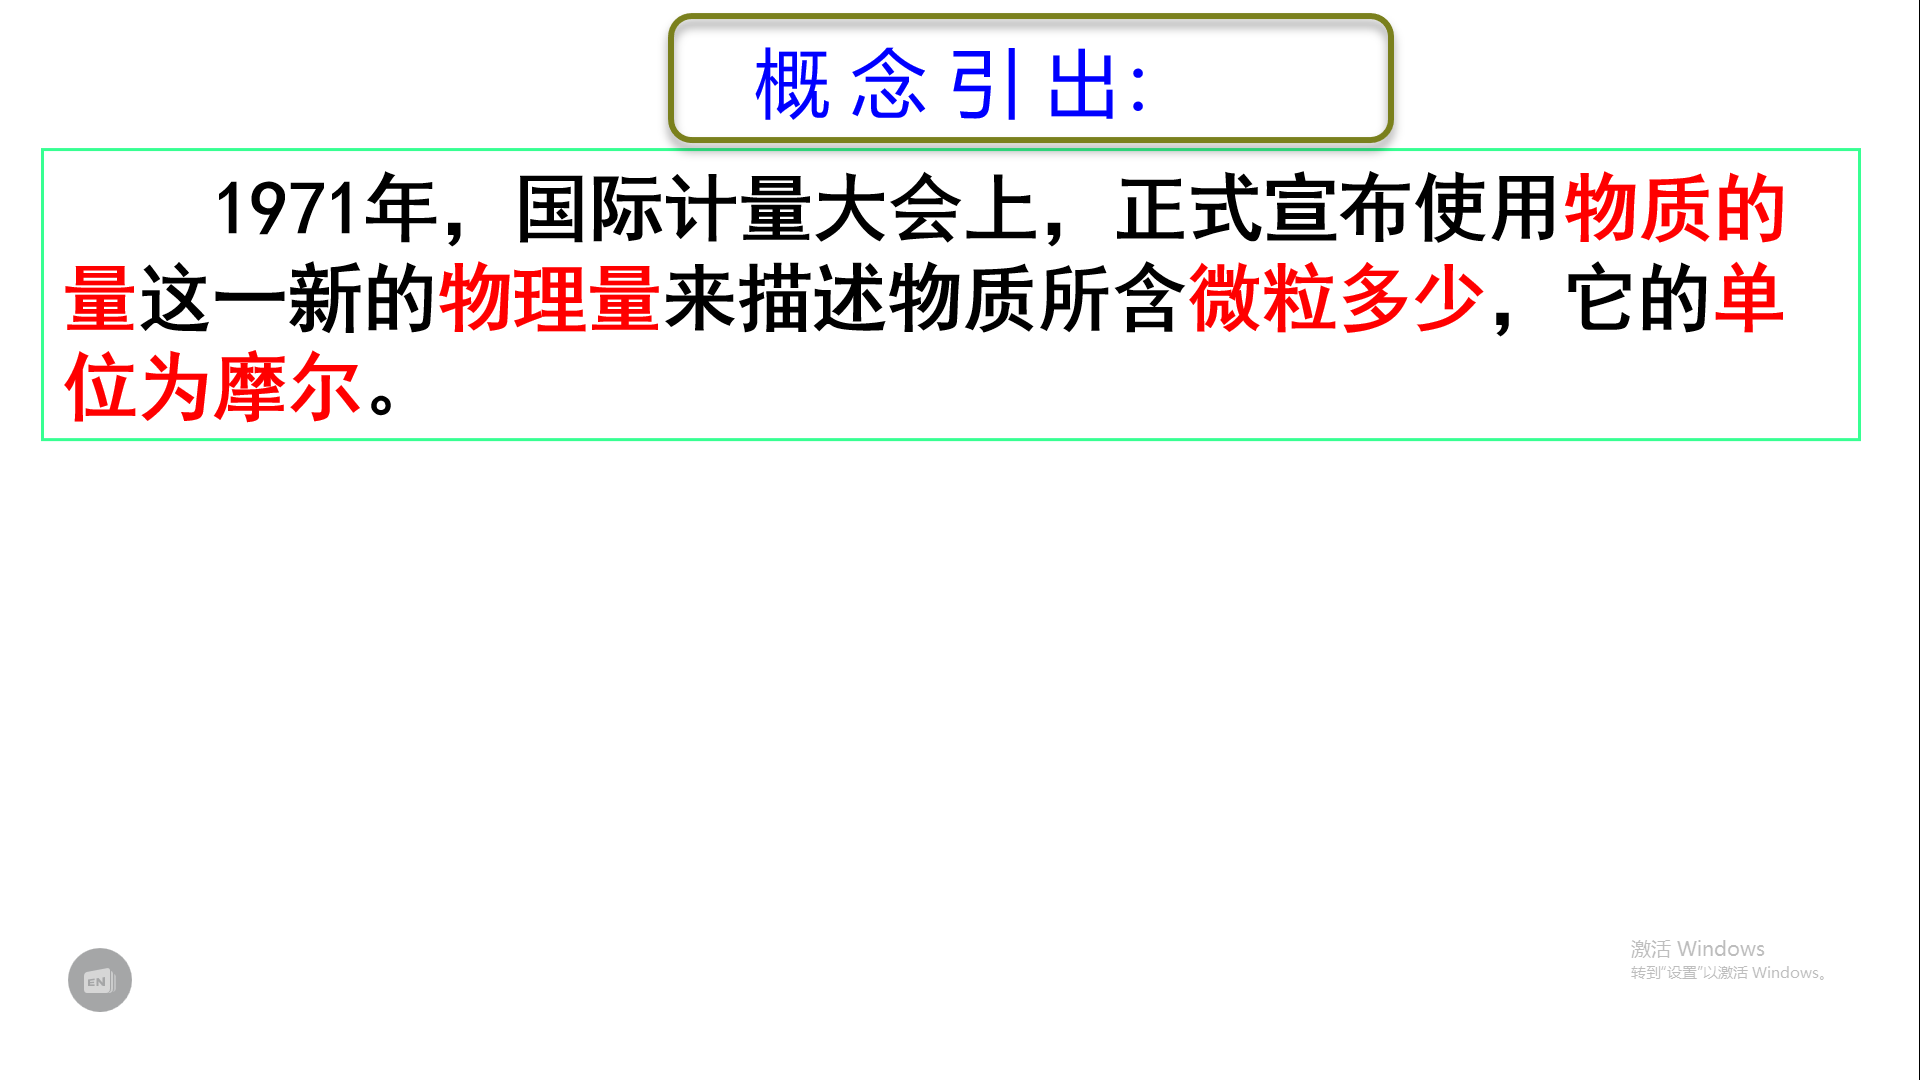 概 念 引 出:
1971年，国际计量大会上，正式宣布使用物质的
量这一新的物理量来描述物质所含微粒多少，它的单
位为摩尔。
EN
激活 Windows
转到"设置"以激活 Windows。